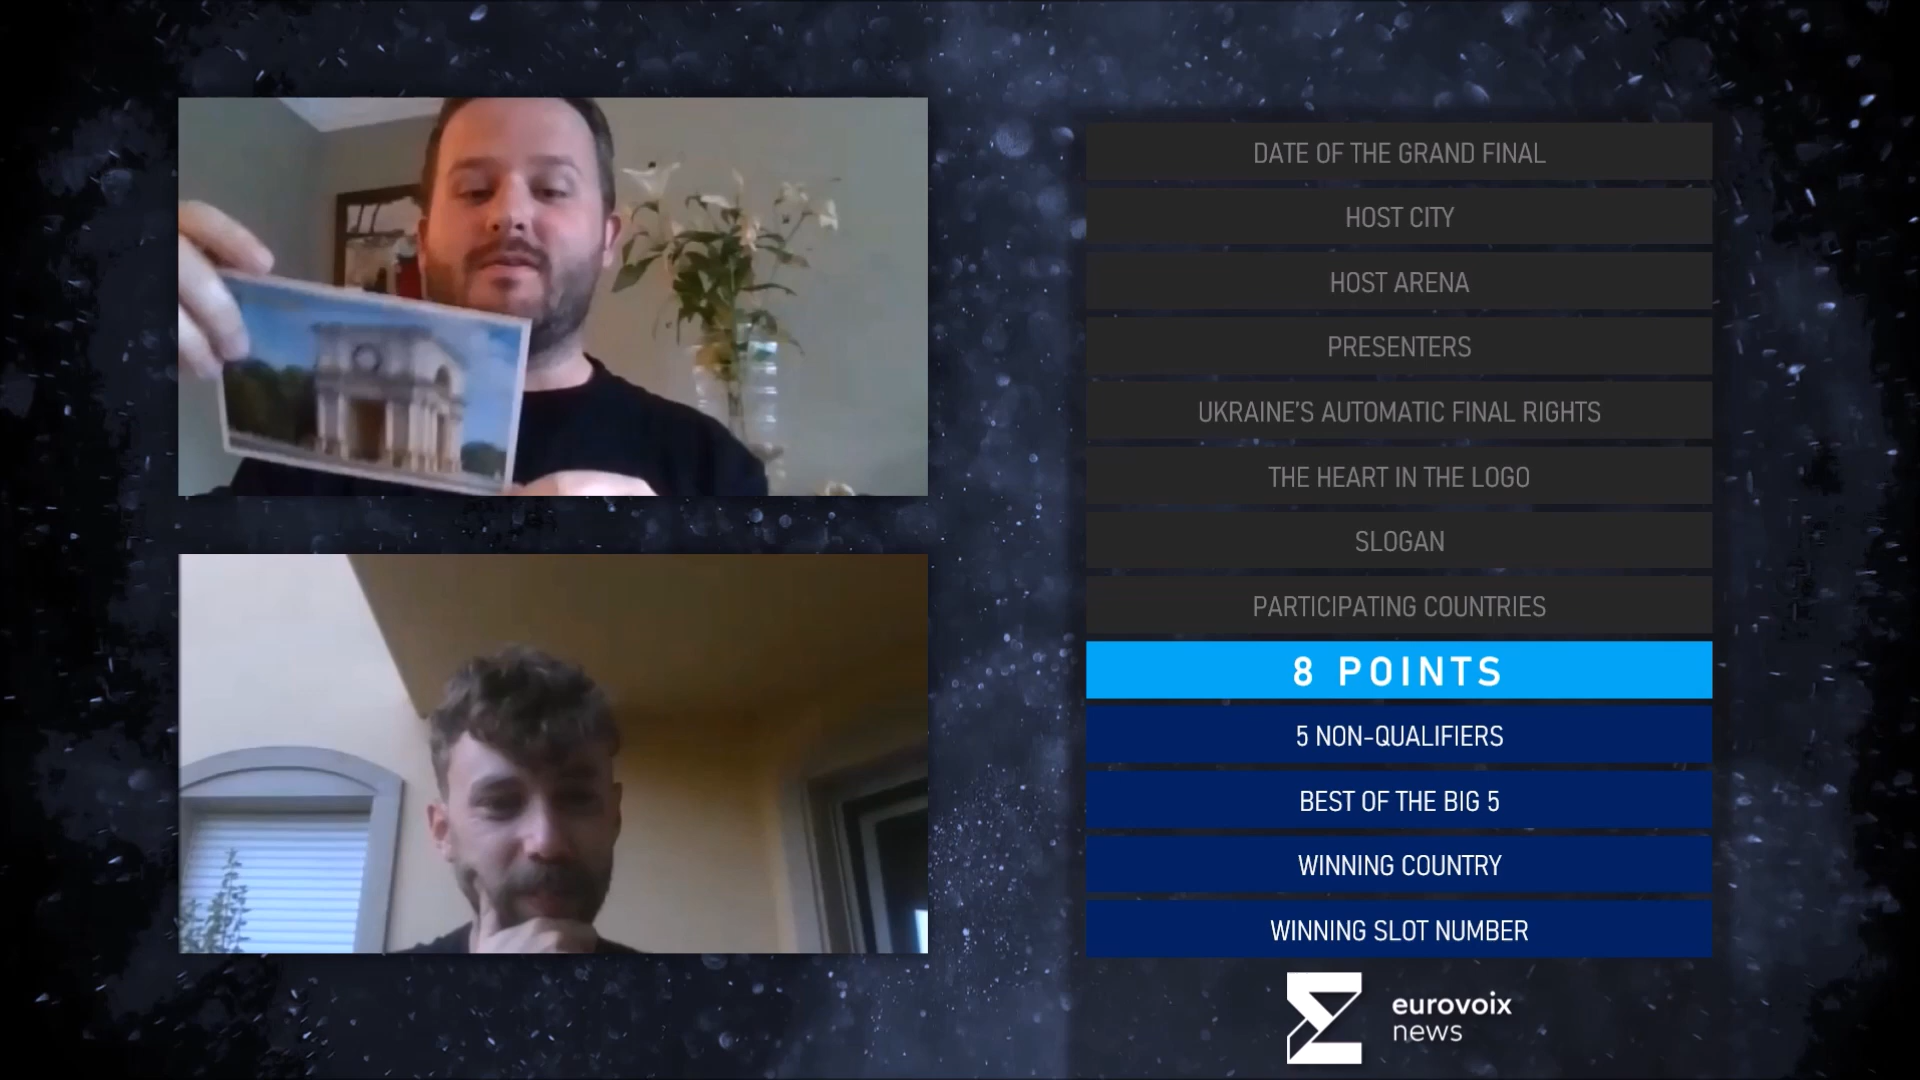 DATE OF THE GRAND FINAL
HOST CITY
HOST ARENA
PRESENTERS
UKRAINE'S AUTOMATIC FINAL RIGHTS
THE HEART IN THE LOGO
SLOGAN
PARTICIPATING COUNTRIES
8 POINTS
5 NON-QUALIFIERS
BEST OF THE BIG 5
WINNING COUNTRY
WINNING SLOT NUMBER
eurovoix
news